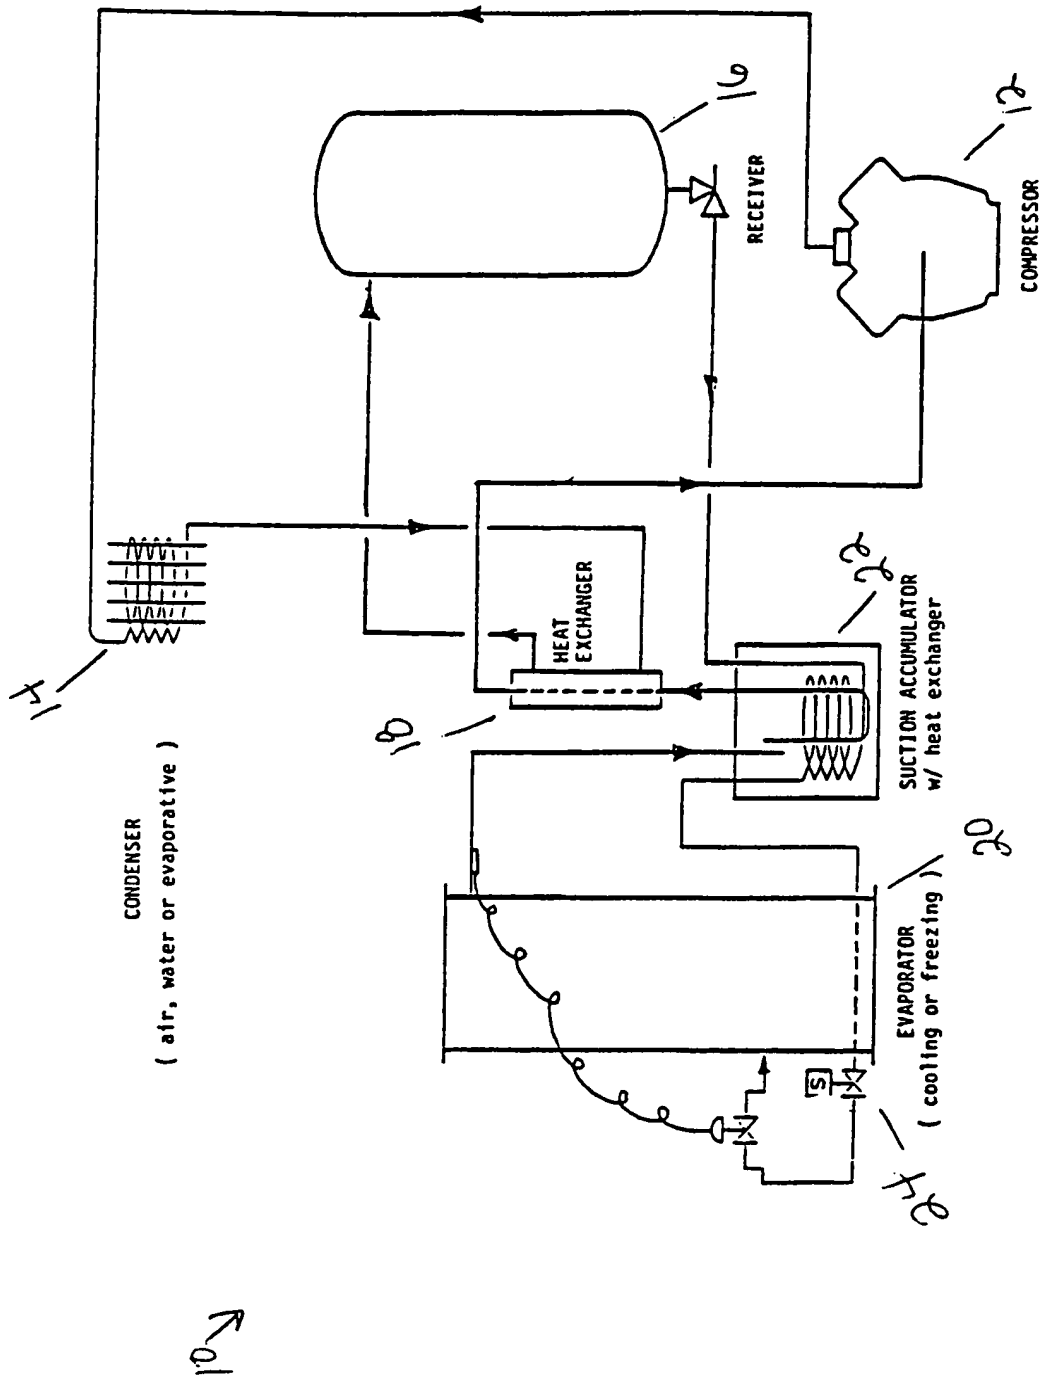 10
14
CONDENSER
( air, water or evaporative )
16
RECEIVER
18
HEAT
EXCHANGER
12
COMPRESSOR
22
SUCTION ACCUMULATOR
w/ heat exchanger
20
EVAPORATOR
( cooling or freezing )
S
24